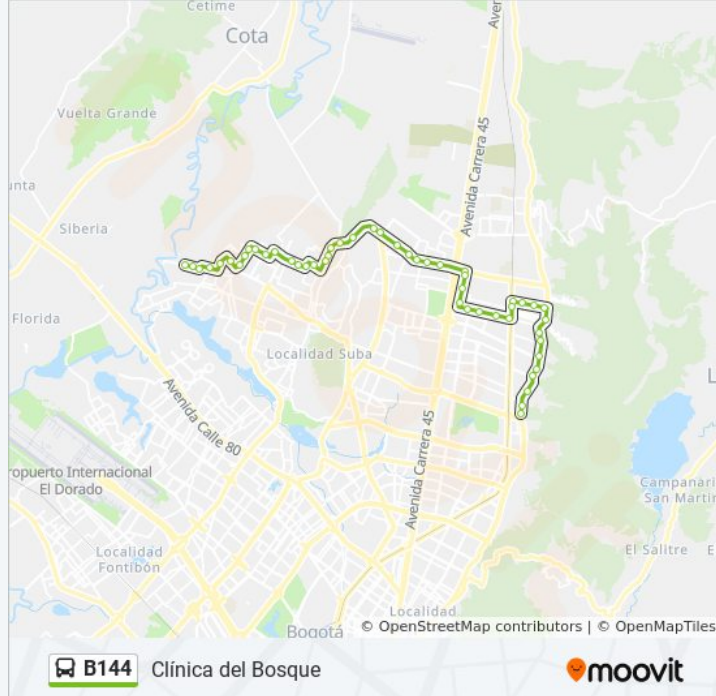 Cetime
Cota
Aven
Vuelta Grande
Avenida Carrera 45
unta
Siberia
Florida
Localidad Suba
L
Avenida Calle 80
Avenida Carrera 45
ropuerto Internacional
El Dorado
Campanari
San Martin
Localidad
Fontibón
El Salitre
E
Localidad
Bogotá
© OpenStreetMap contributors | © OpenMapTiles
B144 Clínica del Bosque
moovit